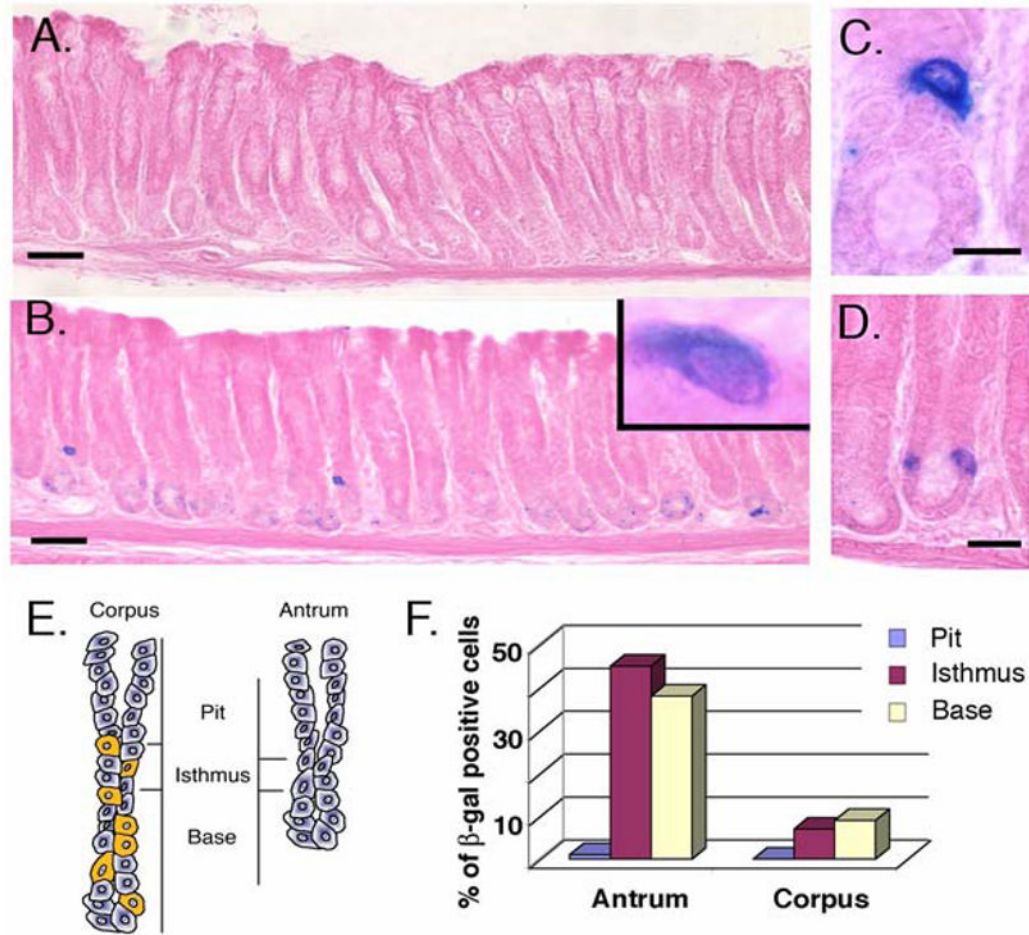 A.
B.
C.
D.
E.
Corpus
Antrum
Pit
Isthmus
Base
F.
% of β-gal positive cells
50
30
10
Antrum
Corpus
Pit
Isthmus
Base